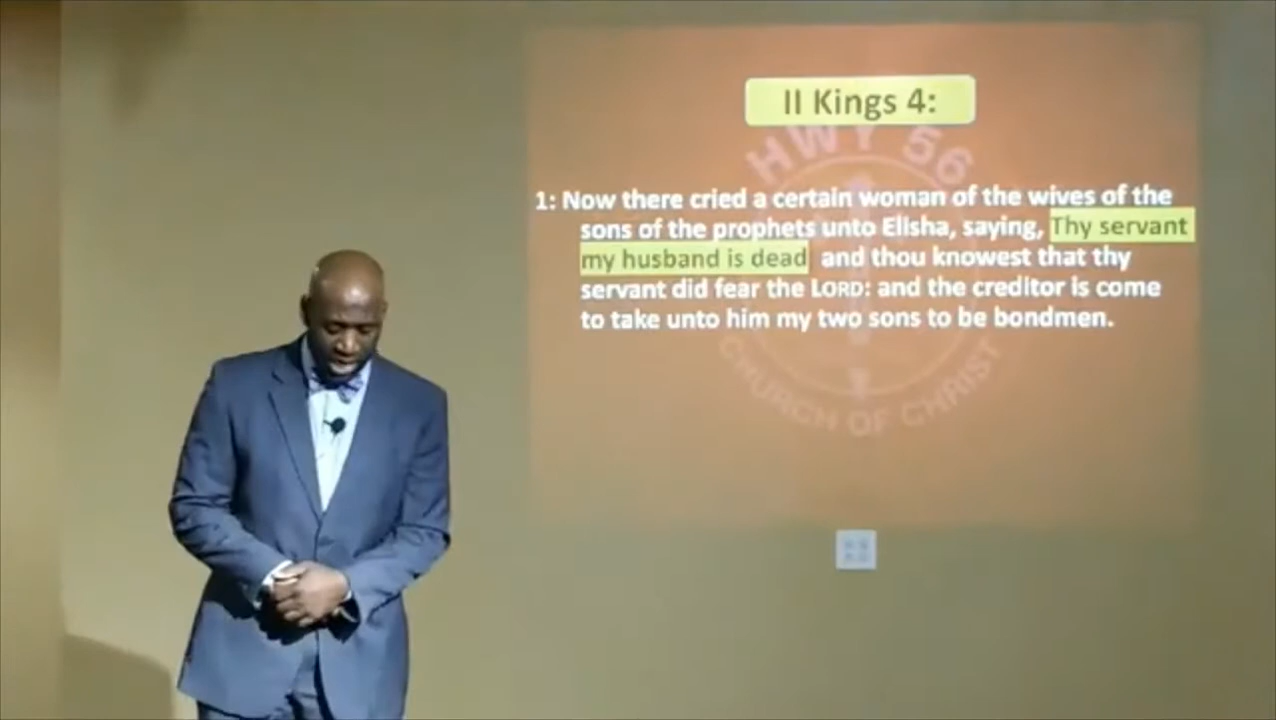 II Kings 4:
HWY 56
1: Now there cried a certain woman of the wives of the
sons of the prophets unto Elisha, saying, Thy servant
my husband is dead and thou knowest that thy
servant did fear the LORD: and the creditor is come
to take unto him my two sons to be bondmen.
CHURCH OF CHRIST